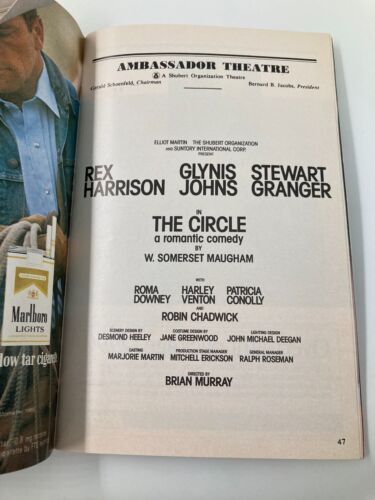 AMBASSADOR THEATRE
A Shubert Organization Theatre
Gerald Schoenfeld, Chairman
Bernard B. Jacobs, President
ELLIOT MARTIN THE SHUBERT ORGANIZATION
AND SUNTORY INTERNATIONAL CORP.
PRESENT
REX HARRISON
GLYNIS JOHNS
STEWART GRANGER
IN
THE CIRCLE
a romantic comedy
BY
W. SOMERSET MAUGHAM
WITH
ROMA DOWNEY
HARLEY VENTON
PATRICIA CONOLLY
AND
ROBIN CHADWICK
SCENERY DESIGN BY
DESMOND HEELEY
COSTUME DESIGN BY
JANE GREENWOOD
LIGHTING DESIGN
JOHN MICHAEL DEEGAN
CASTING
MARJORIE MARTIN
PRODUCTION STAGE MANAGER
MITCHELL ERICKSON
GENERAL MANAGER
RALPH ROSEMAN
DIRECTED BY
BRIAN MURRAY
47
Marlboro
LIGHTS
low tar cigare